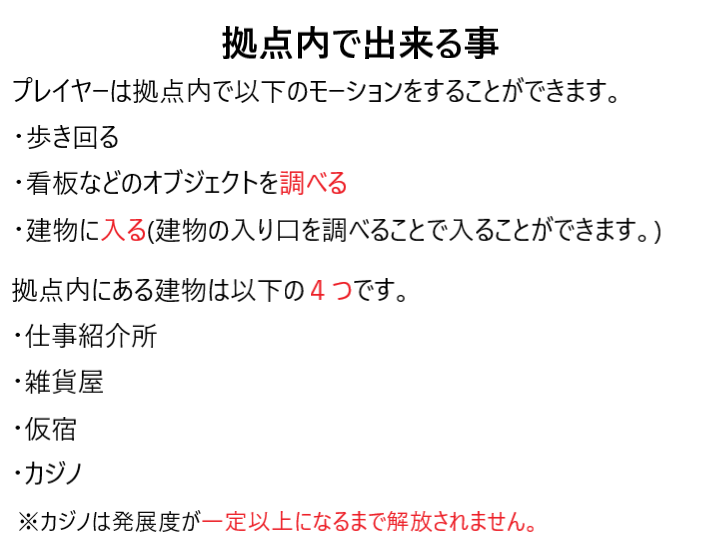 拠点内で出来る事
プレイヤーは拠点内で以下のモーションをすることができます。
・歩き回る
・看板などのオブジェクトを調べる
・建物に入る(建物の入り口を調べることで入ることができます。)
拠点内にある建物は以下の４つです。
・仕事紹介所
・雑貨屋
・仮宿
・カジノ
※カジノは発展度が一定以上になるまで解放されません。